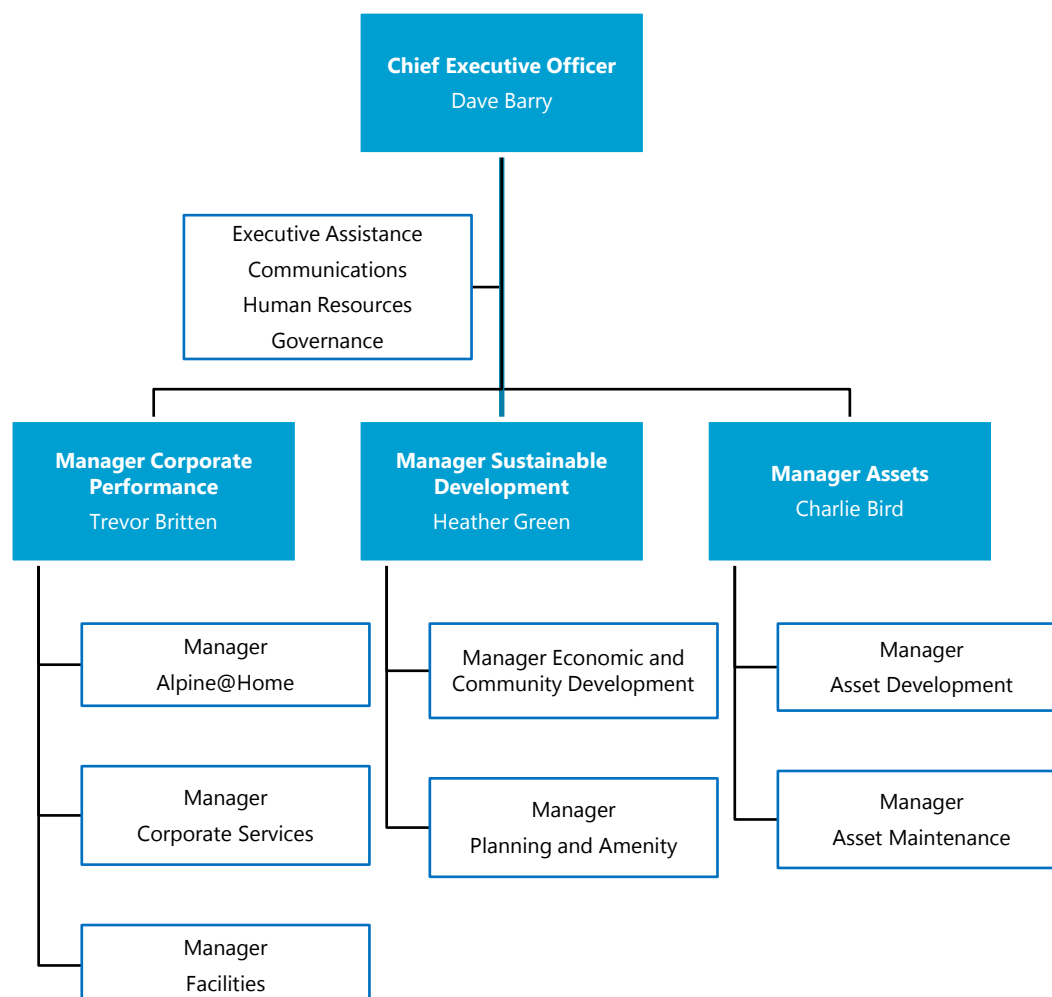 Chief Executive Officer
Dave Barry
Executive Assistance
Communications
Human Resources
Governance
Manager Corporate
Performance
Trevor Britten
Manager Sustainable
Development
Heather Green
Manager Assets
Charlie Bird
Manager
Alpine@Home
Manager Economic and
Community Development
Manager
Asset Development
Manager
Corporate Services
Manager
Planning and Amenity
Manager
Asset Maintenance
Manager
Facilities